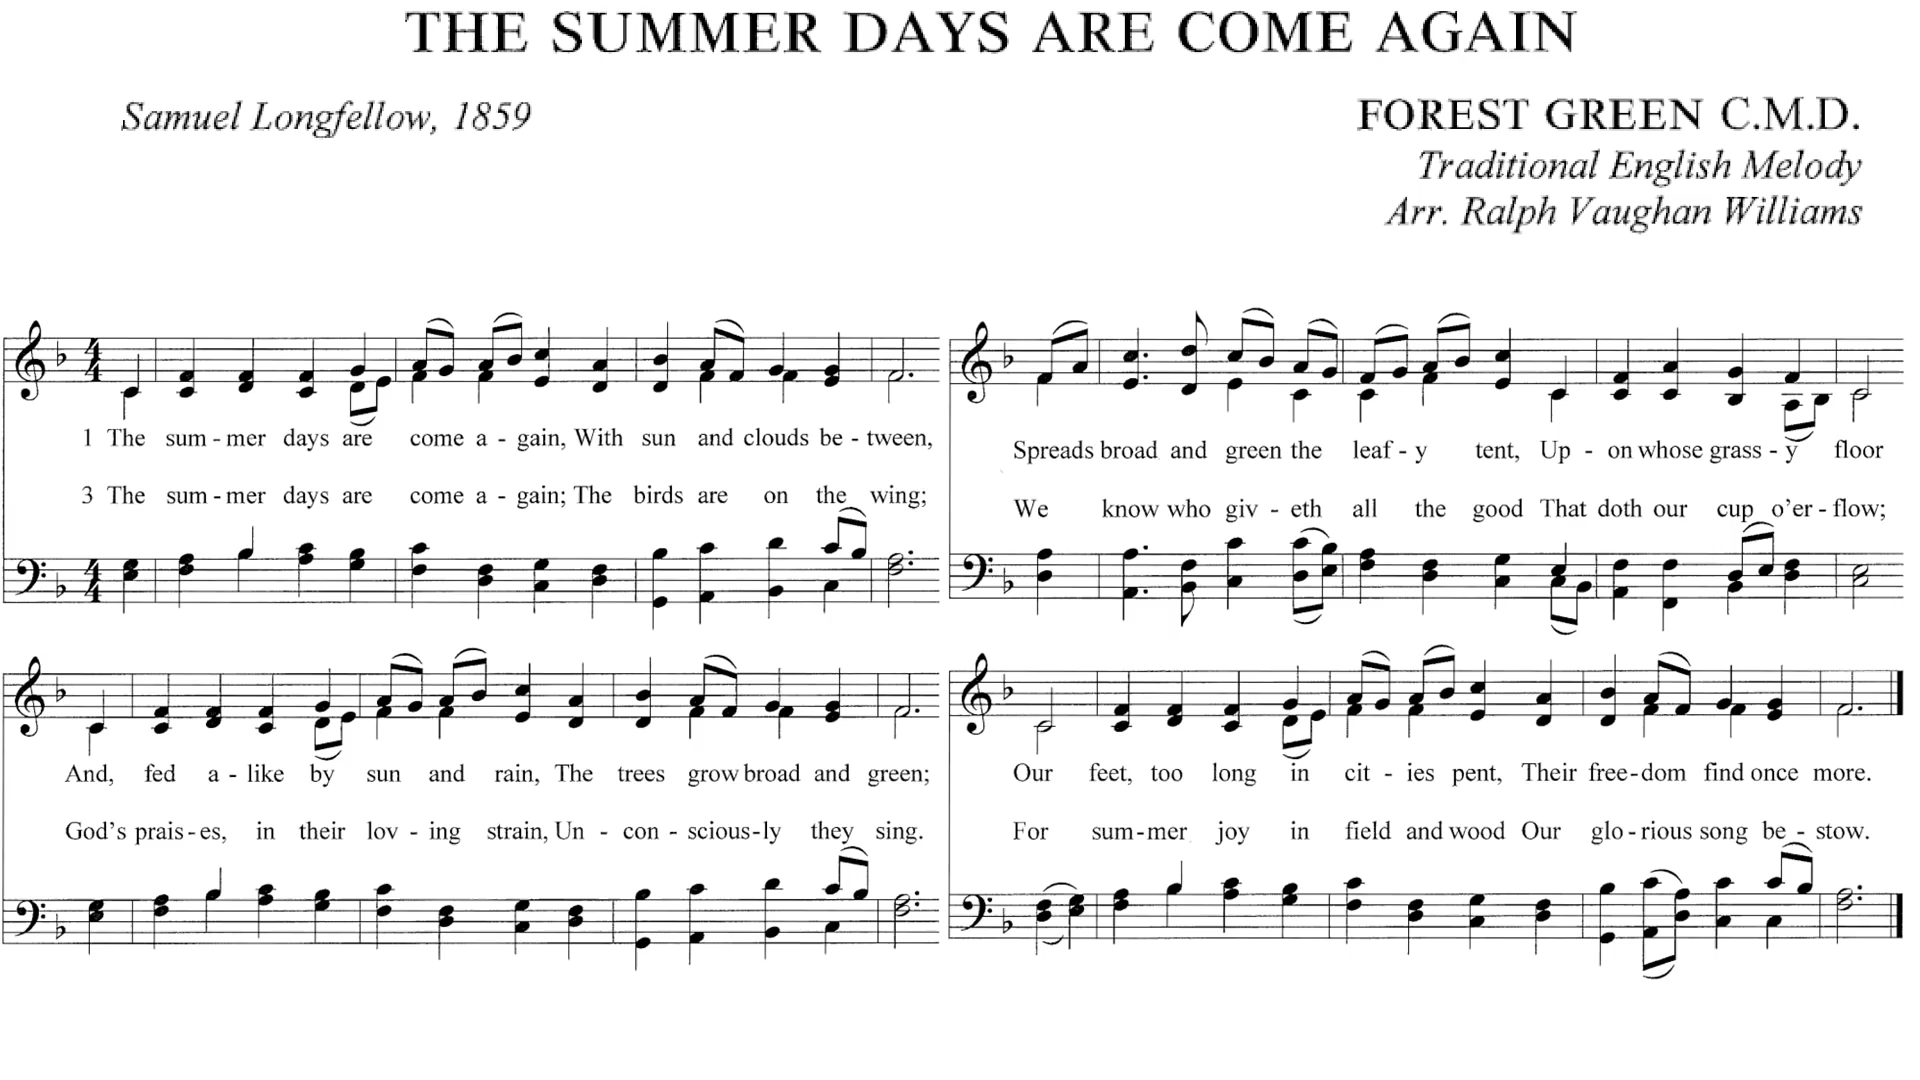 THE SUMMER DAYS ARE COME AGAIN
Samuel Longfellow, 1859
FOREST GREEN C.M.D.
Traditional English Melody
Arr. Ralph Vaughan Williams
4
4
1 The sum - mer days are come a - gain, With sun and clouds be - tween,
3 The sum - mer days are come a - gain; The birds are on the wing;
4
4
Spreads broad and green the leaf - y tent, Up - on whose grass - y floor
We know who giv - eth all the good That doth our cup o'er - flow;
And, fed a - like by sun and rain, The trees grow broad and green;
God's prais - es, in their lov - ing strain, Un - con - scious - ly they sing.
Our feet, too long in cit - ies pent, Their free - dom find once more.
For sum - mer joy in field and wood Our glo - rious song be - stow.